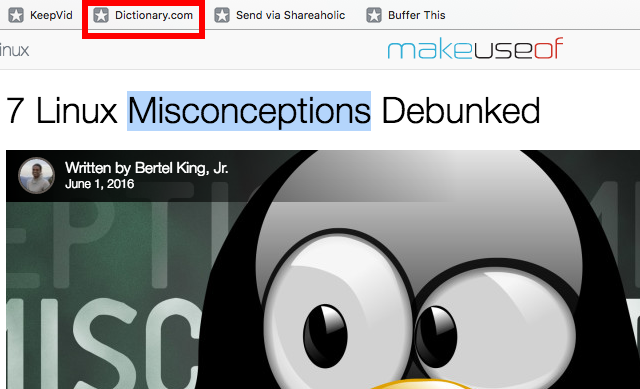 KeepVid Dictionary.com Send via Shareaholic Buffer This
inux makeuseof
7 Linux Misconceptions Debunked
Written by Bertel King, Jr.
June 1, 2016
EPTI
MISC